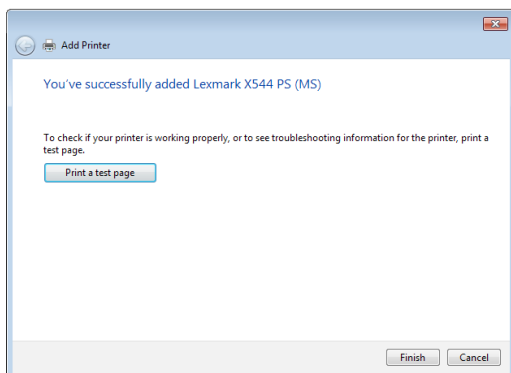 Add Printer
You've successfully added Lexmark X544 PS (MS)
To check if your printer is working properly, or to see troubleshooting information for the printer, print a
test page.
Print a test page
Finish Cancel